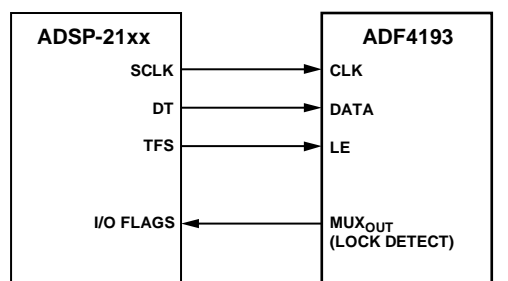 ADSP-21xx
ADF4193
SCLK
CLK
DT
DATA
TFS
LE
I/O FLAGS
MUXOUT
(LOCK DETECT)